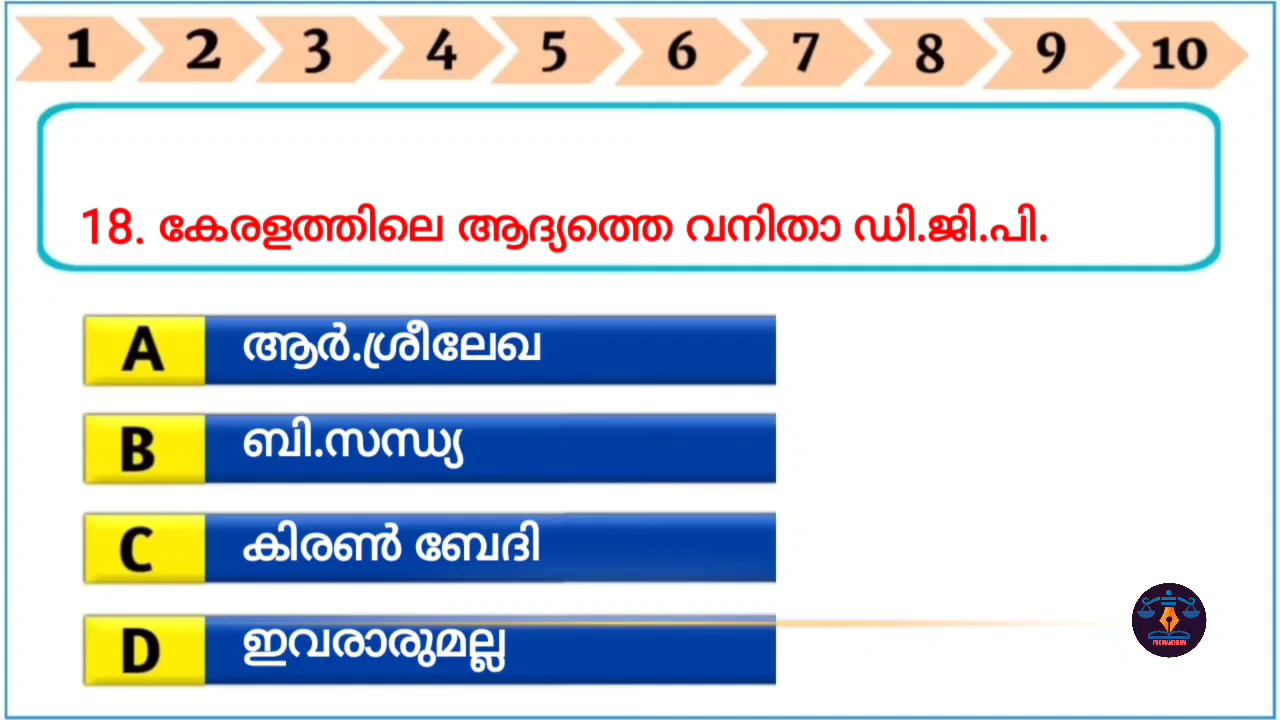 1 2 3 4 5 6 7 8 9 10
18. കേരളത്തിലെ ആദ്യത്തെ വനിതാ ഡി.ജി.പി.
A ആർ.ശ്രീലേഖ
B ബി.സന്ധ്യ
C കിരൺ ബേദി
D ഇവരാരുമല്ല